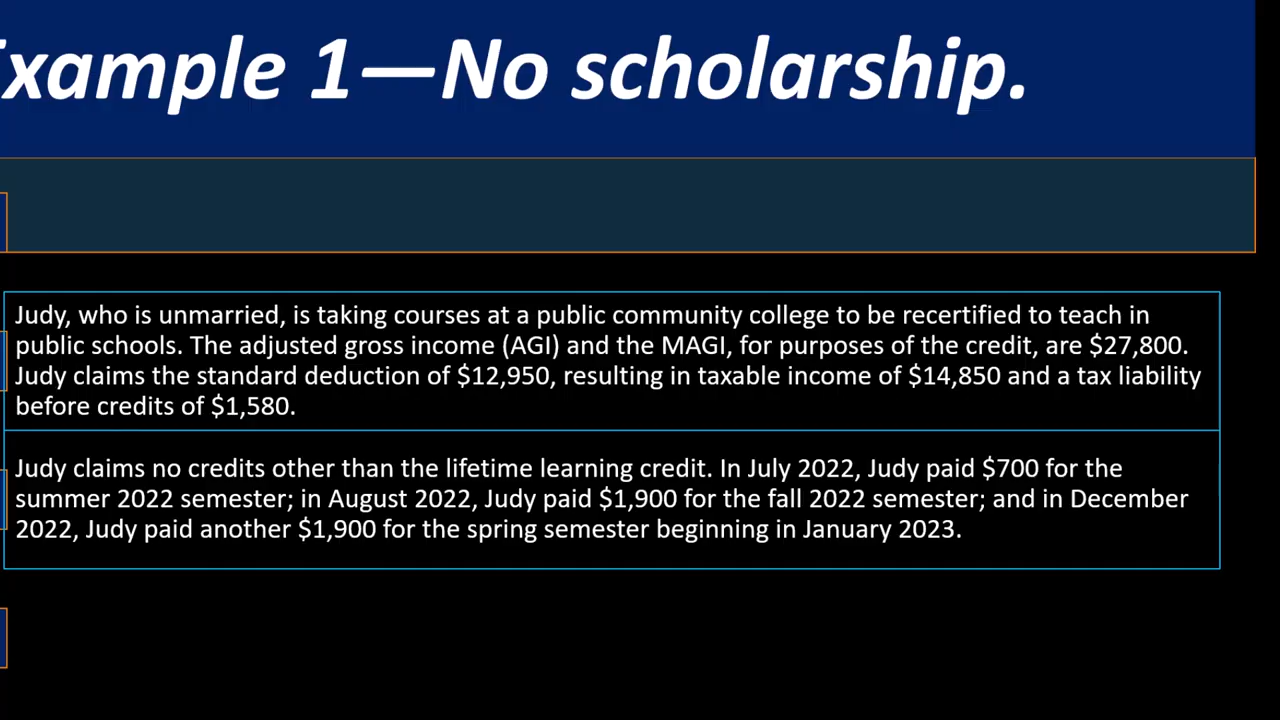 Example 1—No scholarship.
Judy, who is unmarried, is taking courses at a public community college to be recertified to teach in
public schools. The adjusted gross income (AGI) and the MAGI, for purposes of the credit, are $27,800.
Judy claims the standard deduction of $12,950, resulting in taxable income of $14,850 and a tax liability
before credits of $1,580.
Judy claims no credits other than the lifetime learning credit. In July 2022, Judy paid $700 for the
summer 2022 semester; in August 2022, Judy paid $1,900 for the fall 2022 semester; and in December
2022, Judy paid another $1,900 for the spring semester beginning in January 2023.